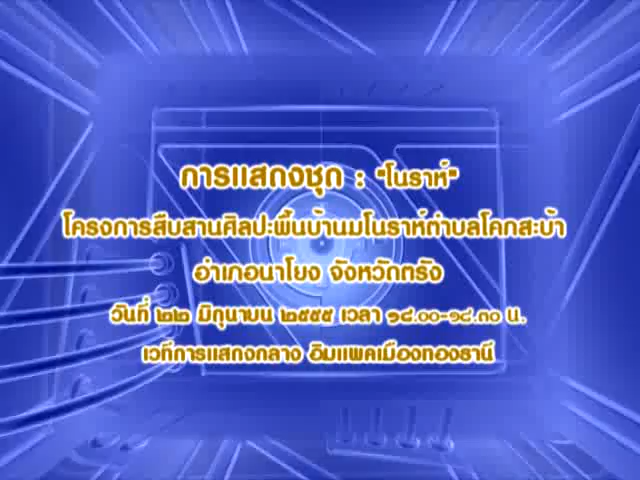 การแสดงชุด : "โนราห์"
โครงการสืบสานศิลปะพื้นบ้านมโนราห์ตำบลโคกสะบ้า
อำเภอนาโยง จังหวัดตรัง
วันที่ ๒๒ มิถุนายน ๒๕๕๕ เวลา ๑๘.๐๐-๑๘.๓๐ น.
เวทีการแสดงกลาง อิมแพคเมืองทองธานี